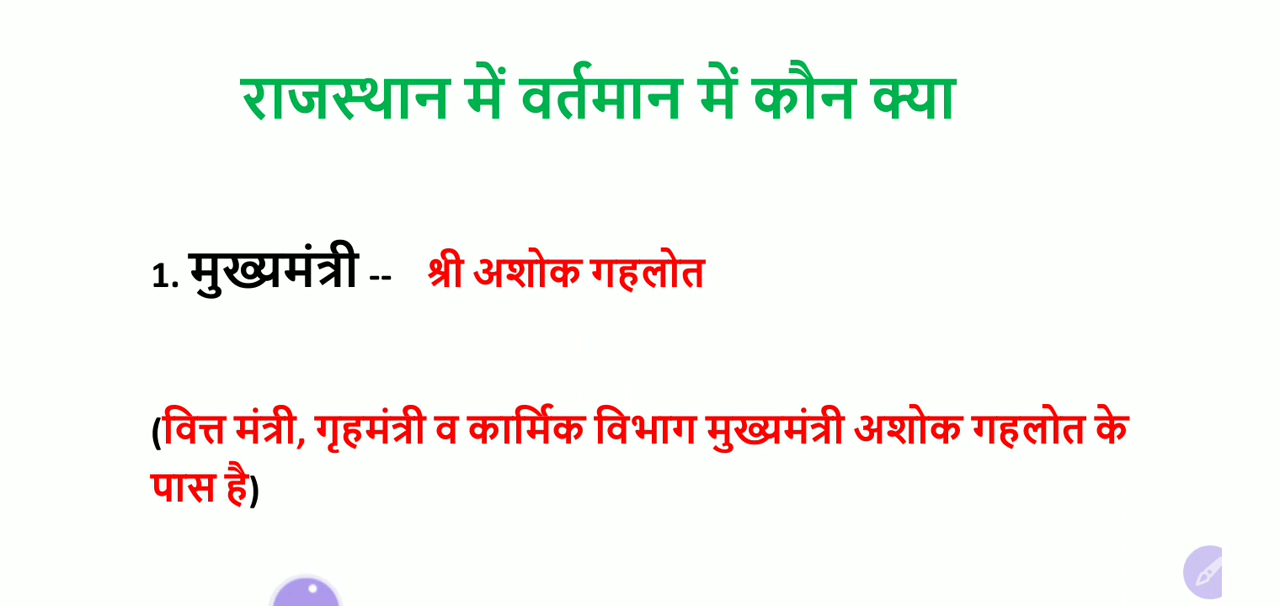 राजस्थान में वर्तमान में कौन क्या
1. मुख्यमंत्री -- श्री अशोक गहलोत
(वित्त मंत्री, गृहमंत्री व कार्मिक विभाग मुख्यमंत्री अशोक गहलोत के
पास है)